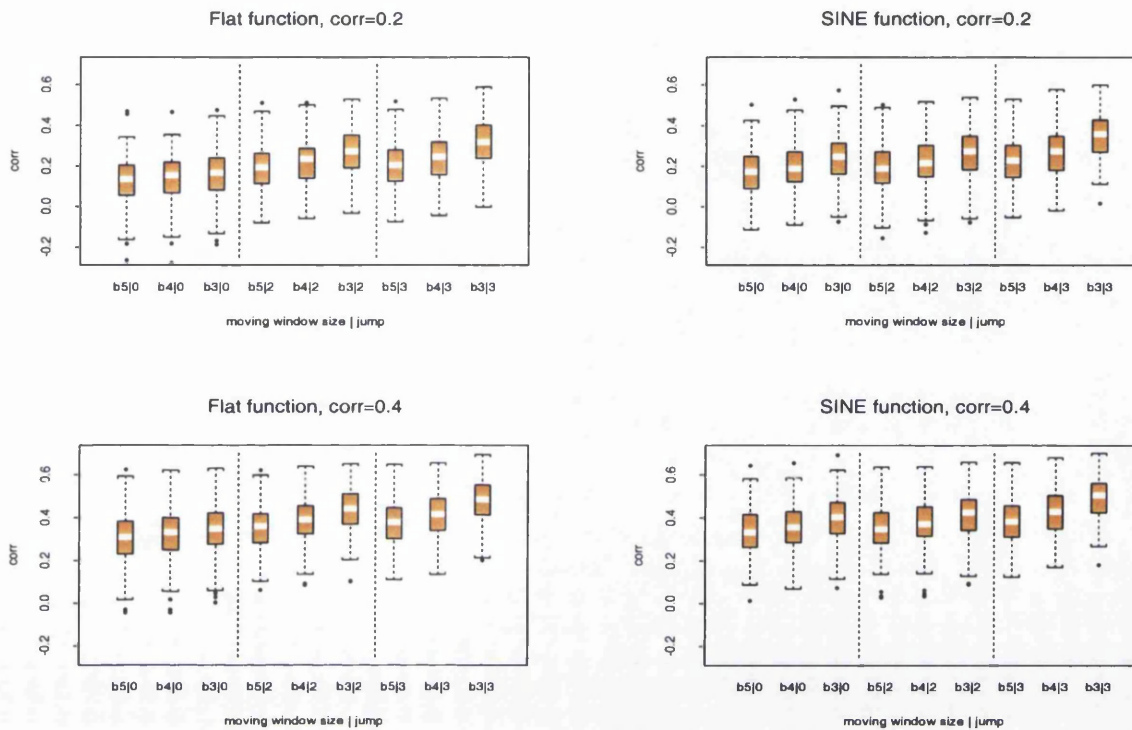 Flat function, corr=0.2
corr
0.6
0.4
0.2
0.0
-0.2
b5|0 b4|0 b3|0 b5|2 b4|2 b3|2 b5|3 b4|3 b3|3
moving window size | jump
SINE function, corr=0.2
corr
0.6
0.4
0.2
0.0
-0.2
b5|0 b4|0 b3|0 b5|2 b4|2 b3|2 b5|3 b4|3 b3|3
moving window size | jump
Flat function, corr=0.4
corr
0.6
0.4
0.2
0.0
-0.2
b5|0 b4|0 b3|0 b5|2 b4|2 b3|2 b5|3 b4|3 b3|3
moving window size | jump
SINE function, corr=0.4
corr
0.6
0.4
0.2
0.0
-0.2
b5|0 b4|0 b3|0 b5|2 b4|2 b3|2 b5|3 b4|3 b3|3
moving window size | jump